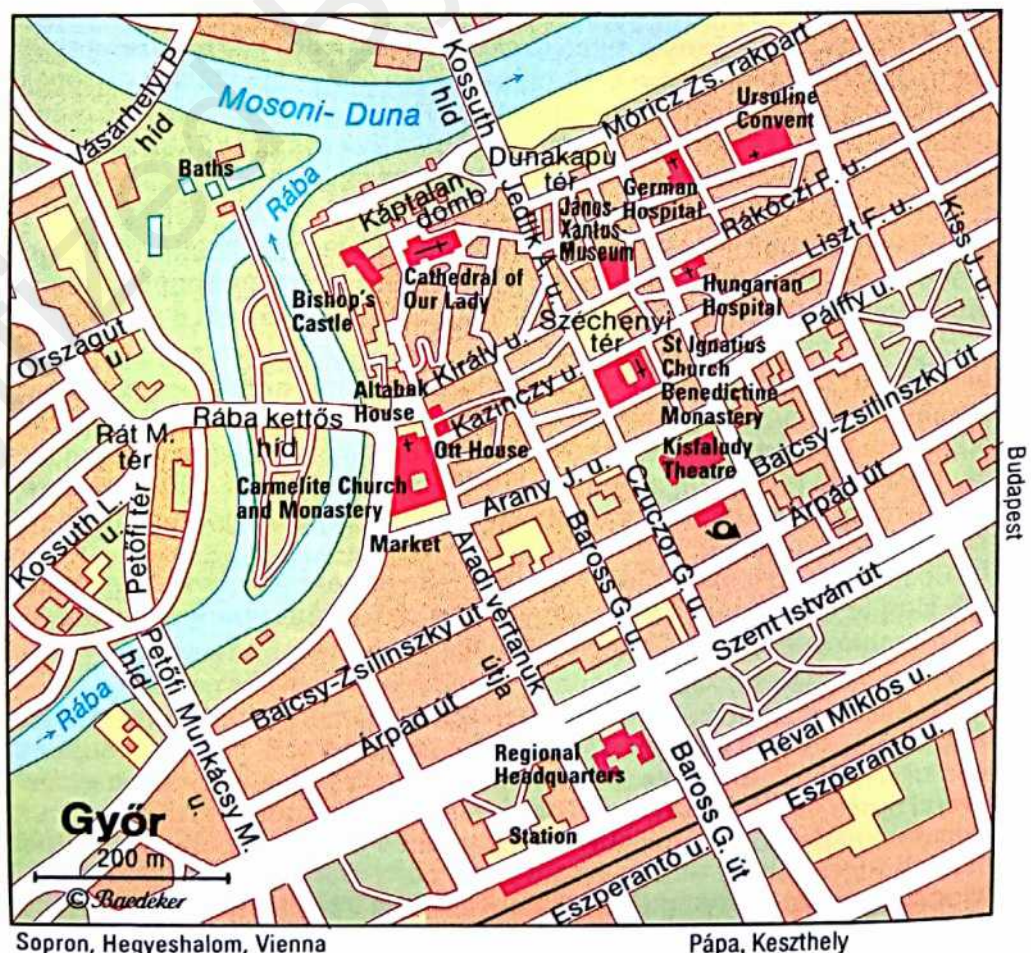 Vásárhelyi P.
híd
Kossuth
híd
Mosoni- Duna
Móricz Zs. rakpart
Ursuline
Convent
Baths
Rába
Dunakapu
tér
Káptalan
domb
Jedlik Á. u.
German
Hospital
János-
Xantus-
Museum
Rákóczi F. u.
Liszt F. u.
Kiss J. u.
Cathedral of
Our Lady
Bishop's
Castle
Hungarian
Hospital
Széchenyi
tér
Pálffy u.
Országut
u.
Király u.
St Ignatius
Church
Benedictine
Monastery
Altabak
House
Kazinczy u.
Rába kettős
híd
Rát M.
tér
Ott House
Kisfaludy
Theatre
Bajcsy-Zsilinszky út
Carmelite Church
and Monastery
Arany J. u.
Czuczor G. u.
Árpád út
Budapest
Kossuth L.
u.
Petőfi tér
Market
Aradi vértanúk
útja
Baross G. u.
Szent István út
Petőfi
híd
Bajcsy-Zsilinszky út
Rába
Árpád út
Munkácsy M.
u.
Révai Miklós u.
Regional
Headquarters
Baross G. út
Eszperantó u.
Station
Eszperantó u.
Győr
200 m
© Baedeker
Sopron, Hegyeshalom, Vienna
Pápa, Keszthely